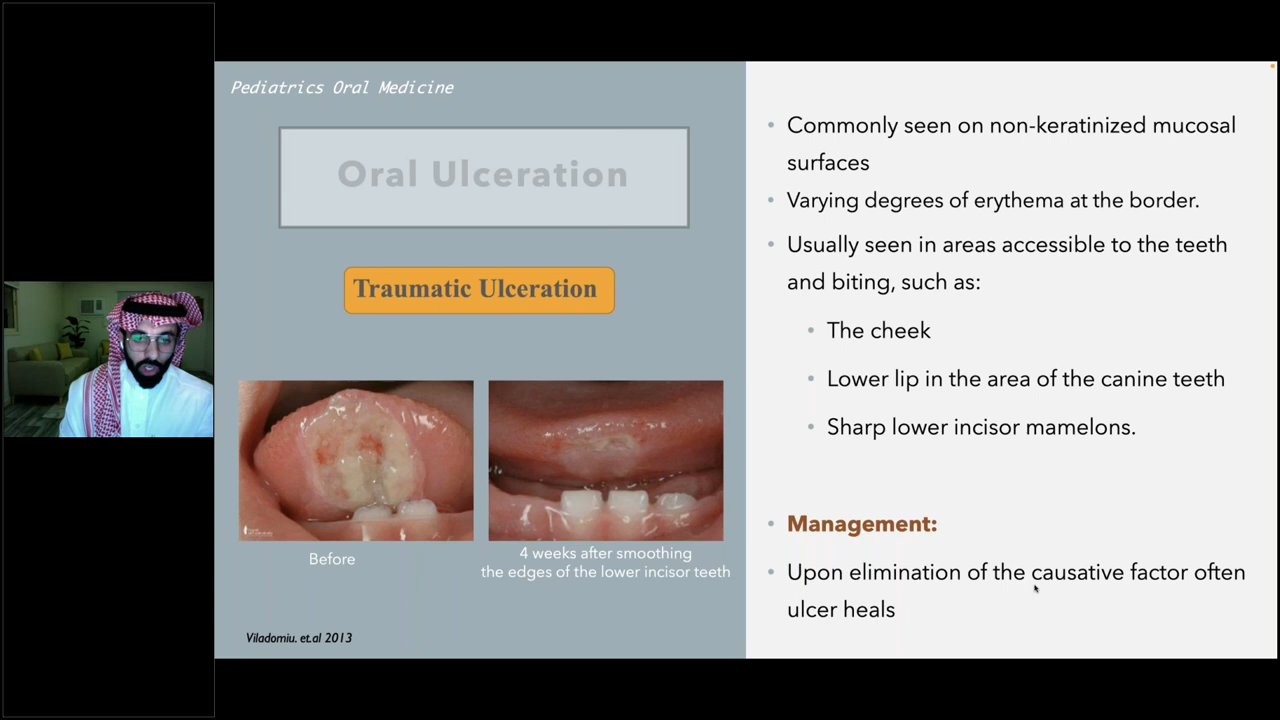 Pediatrics Oral Medicine
Oral Ulceration
Traumatic Ulceration
Before
4 weeks after smoothing
the edges of the lower incisor teeth
Viladomiu. et.al 2013
• Commonly seen on non-keratinized mucosal
surfaces
• Varying degrees of erythema at the border.
• Usually seen in areas accessible to the teeth
and biting, such as:
• The cheek
• Lower lip in the area of the canine teeth
• Sharp lower incisor mamelons.
• Management:
• Upon elimination of the causative factor often
ulcer heals